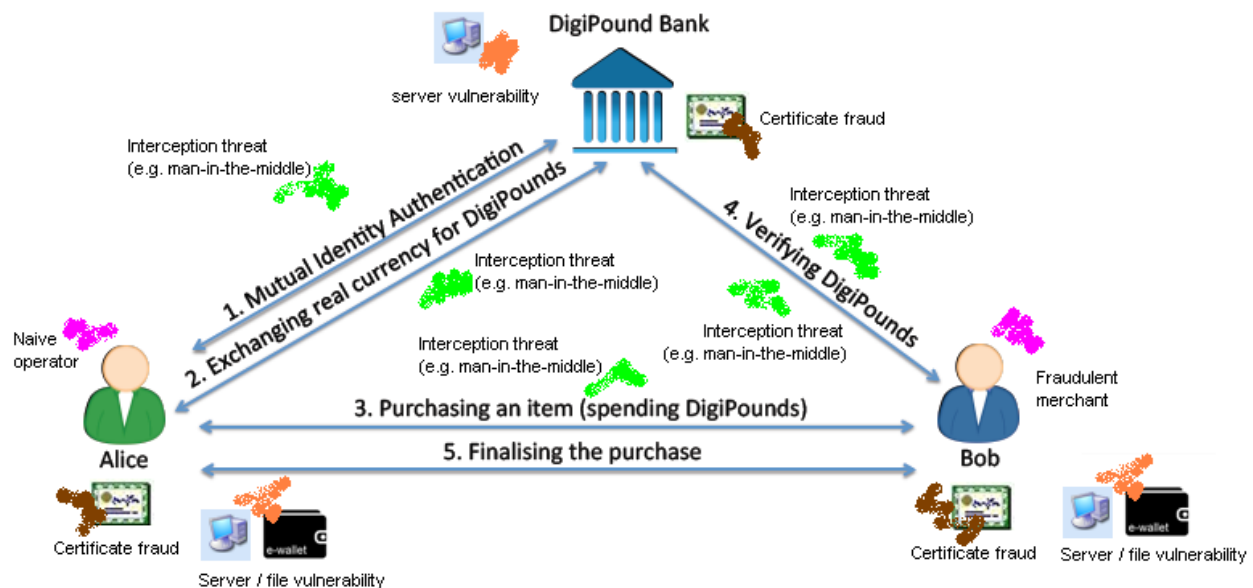 DigiPound Bank
server vulnerability
Certificate fraud
Interception threat
(e.g. man-in-the-middle)
1. Mutual Identity Authentication
2. Exchanging real currency for DigiPounds
Interception threat
(e.g. man-in-the-middle)
4. Verifying DigiPounds
Interception threat
(e.g. man-in-the-middle)
Interception threat
(e.g. man-in-the-middle)
Interception threat
(e.g. man-in-the-middle)
Naive
operator
Fraudulent
merchant
3. Purchasing an item (spending DigiPounds)
5. Finalising the purchase
Alice
Bob
Certificate fraud
e-wallet
Server / file vulnerability
Certificate fraud
e-wallet
Server / file vulnerability